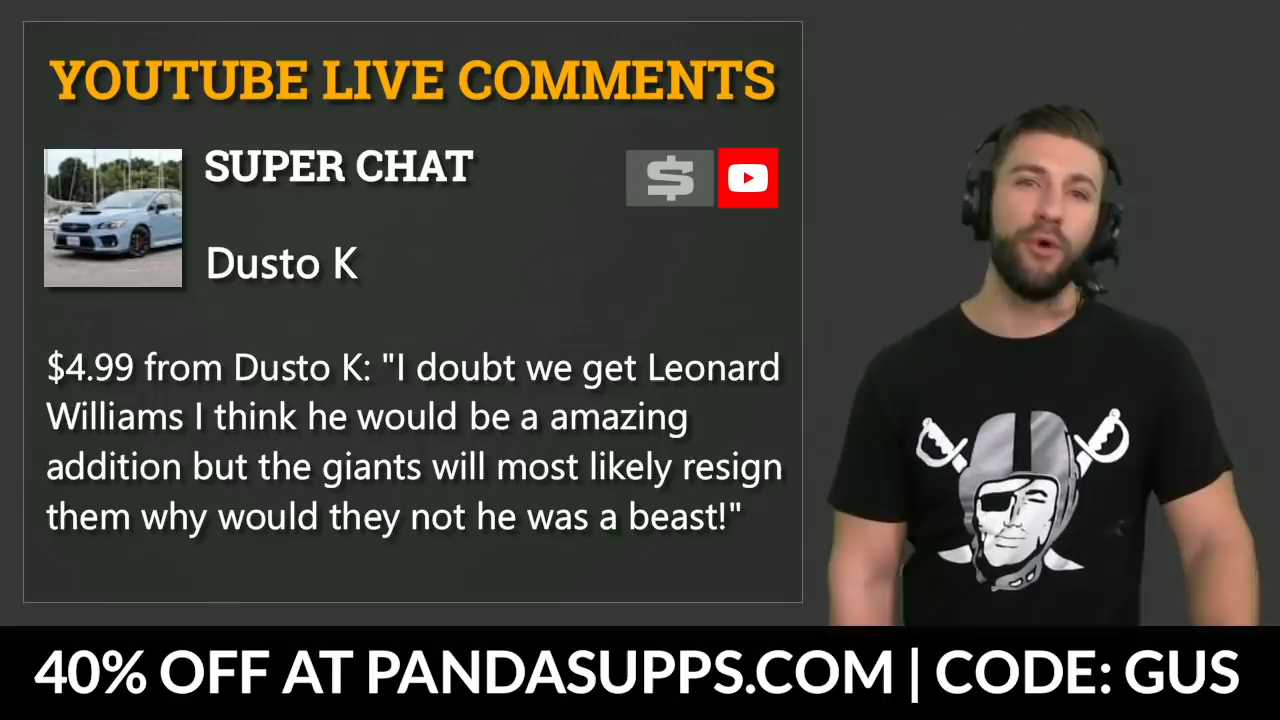 YOUTUBE LIVE COMMENTS
SUPER CHAT
Dusto K
$4.99 from Dusto K: "I doubt we get Leonard
Williams I think he would be a amazing
addition but the giants will most likely resign
them why would they not he was a beast!"
40% OFF AT PANDASUPPS.COM | CODE: GUS